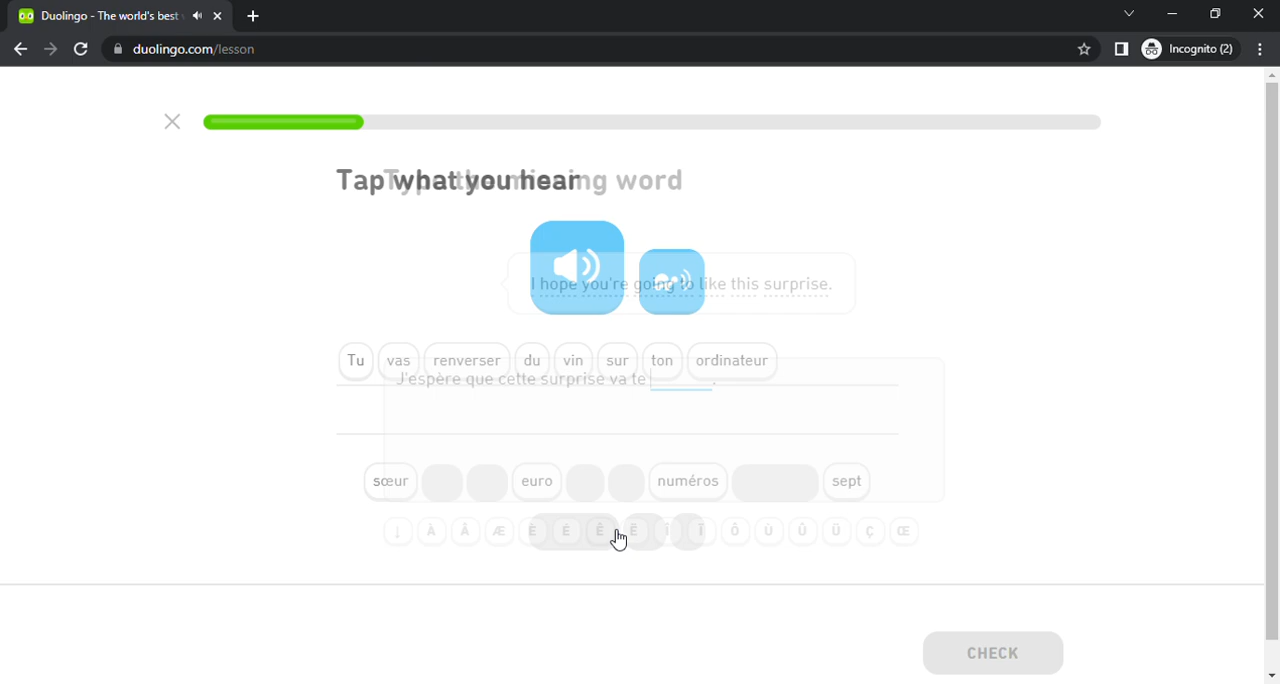 Duolingo - The world's best
duolingo.com/lesson
Incognito (2)
Tap what you hear
Type the missing word
I hope you're going to like this surprise.
Tu vas renverser du vin sur ton ordinateur
J'espère que cette surprise va te .
sœur euro numéros sept
↓ À Â Æ È É Ê Ë Î Ï Ô Ù Û Ü Ç Œ
CHECK